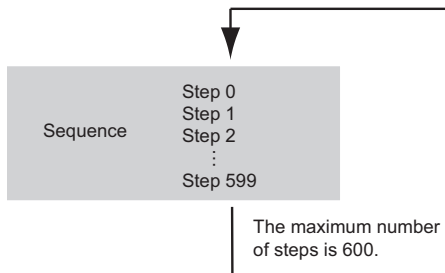 Sequence
Step 0
Step 1
Step 2
⋮
Step 599
The maximum number
of steps is 600.